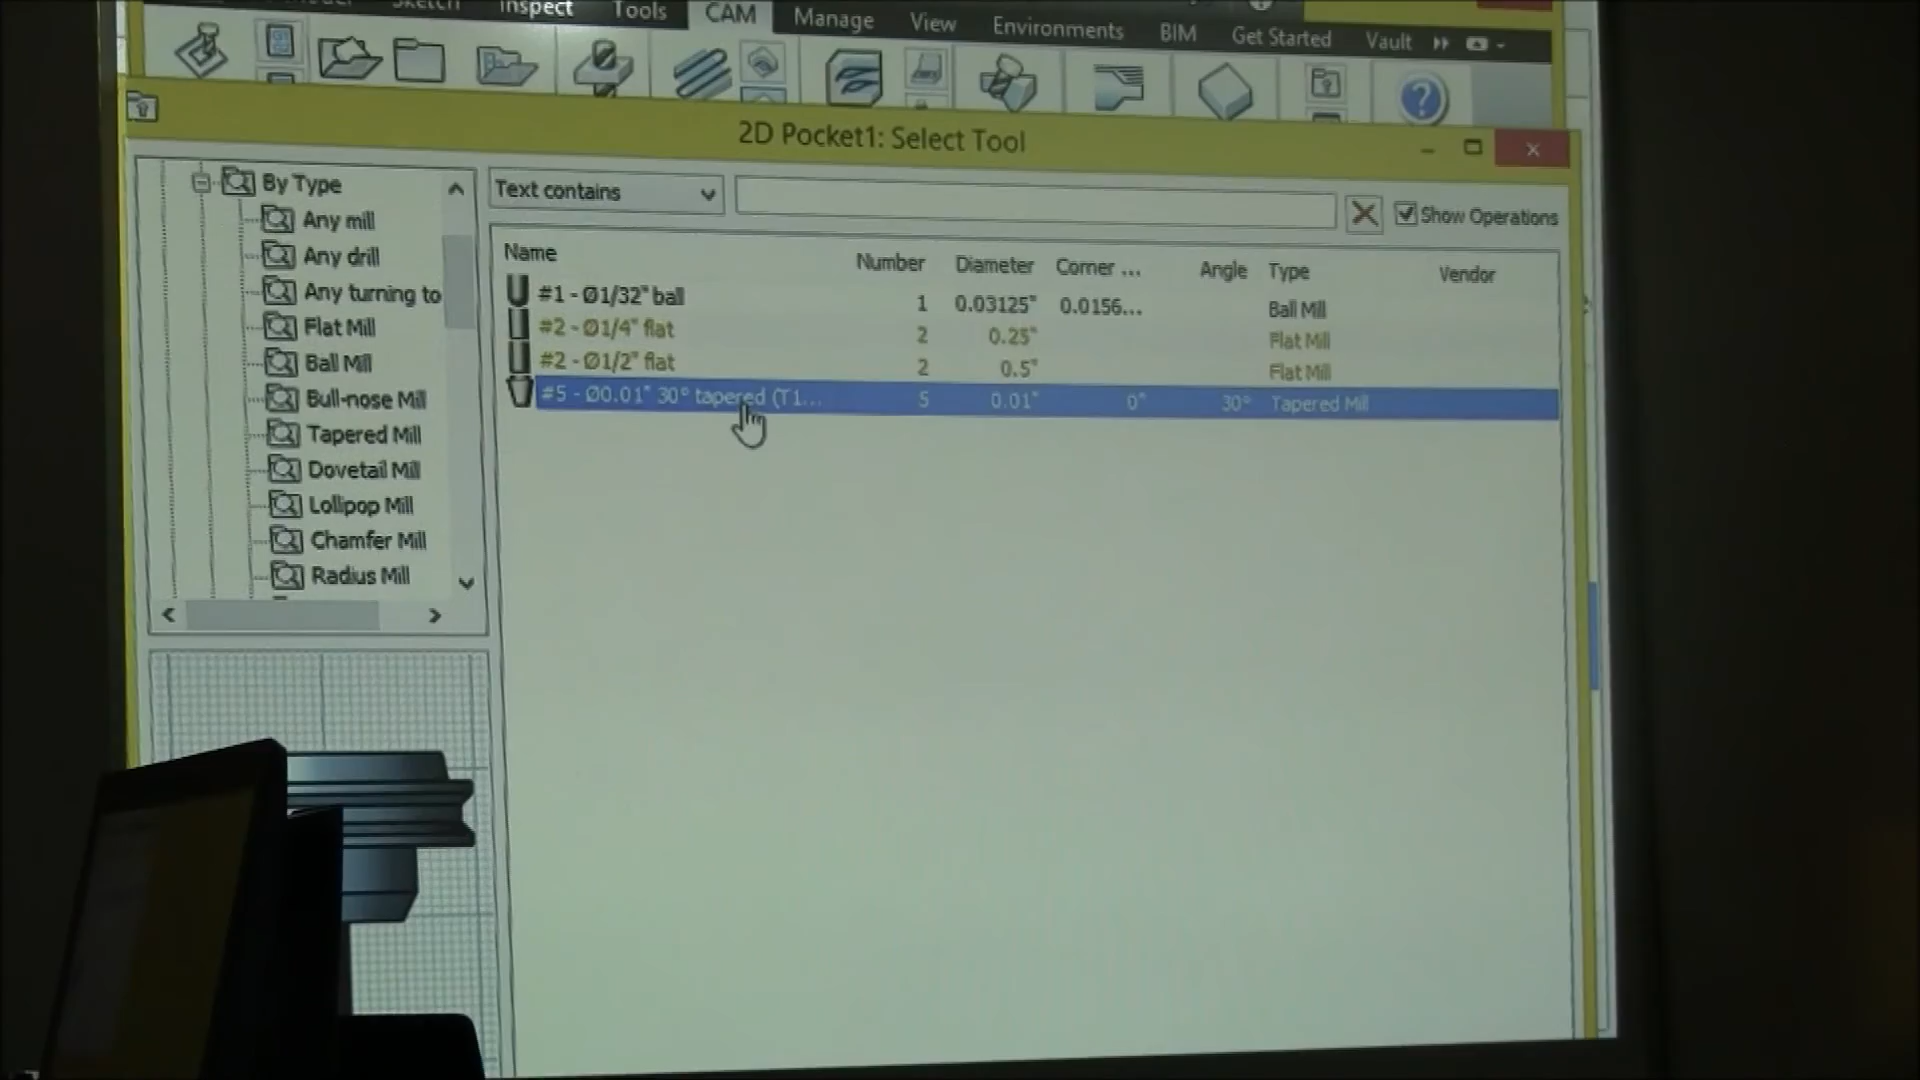 Sketch Inspect Tools CAM Manage View Environments BIM Get Started Vault
2D Pocket1: Select Tool
By Type
Any mill
Any drill
Any turning to
Flat Mill
Ball Mill
Bull-nose Mill
Tapered Mill
Dovetail Mill
Lollipop Mill
Chamfer Mill
Radius Mill
Text contains
Show Operations
Name Number Diameter Corner ... Angle Type Vendor
#1 - Ø1/32" ball 1 0.03125" 0.0156... Ball Mill
#2 - Ø1/4" flat 2 0.25" Flat Mill
#2 - Ø1/2" flat 2 0.5" Flat Mill
#5 - Ø0.01" 30° tapered (T1... 5 0.01" 0" 30° Tapered Mill